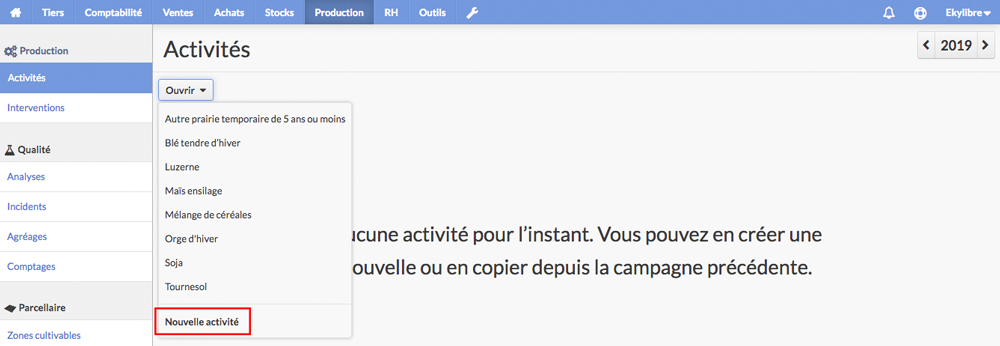 Tiers Comptabilité Ventes Achats Stocks Production RH Outils Ekylibre
Production
Activités
Interventions
Qualité
Analyses
Incidents
Agréages
Comptages
Parcellaire
Zones cultivables
Activités
2019
Ouvrir
Autre prairie temporaire de 5 ans ou moins
Blé tendre d'hiver
Luzerne
Maïs ensilage
Mélange de céréales
Orge d'hiver
Soja
Tournesol
Nouvelle activité
ucune activité pour l'instant. Vous pouvez en créer une
ouvelle ou en copier depuis la campagne précédente.